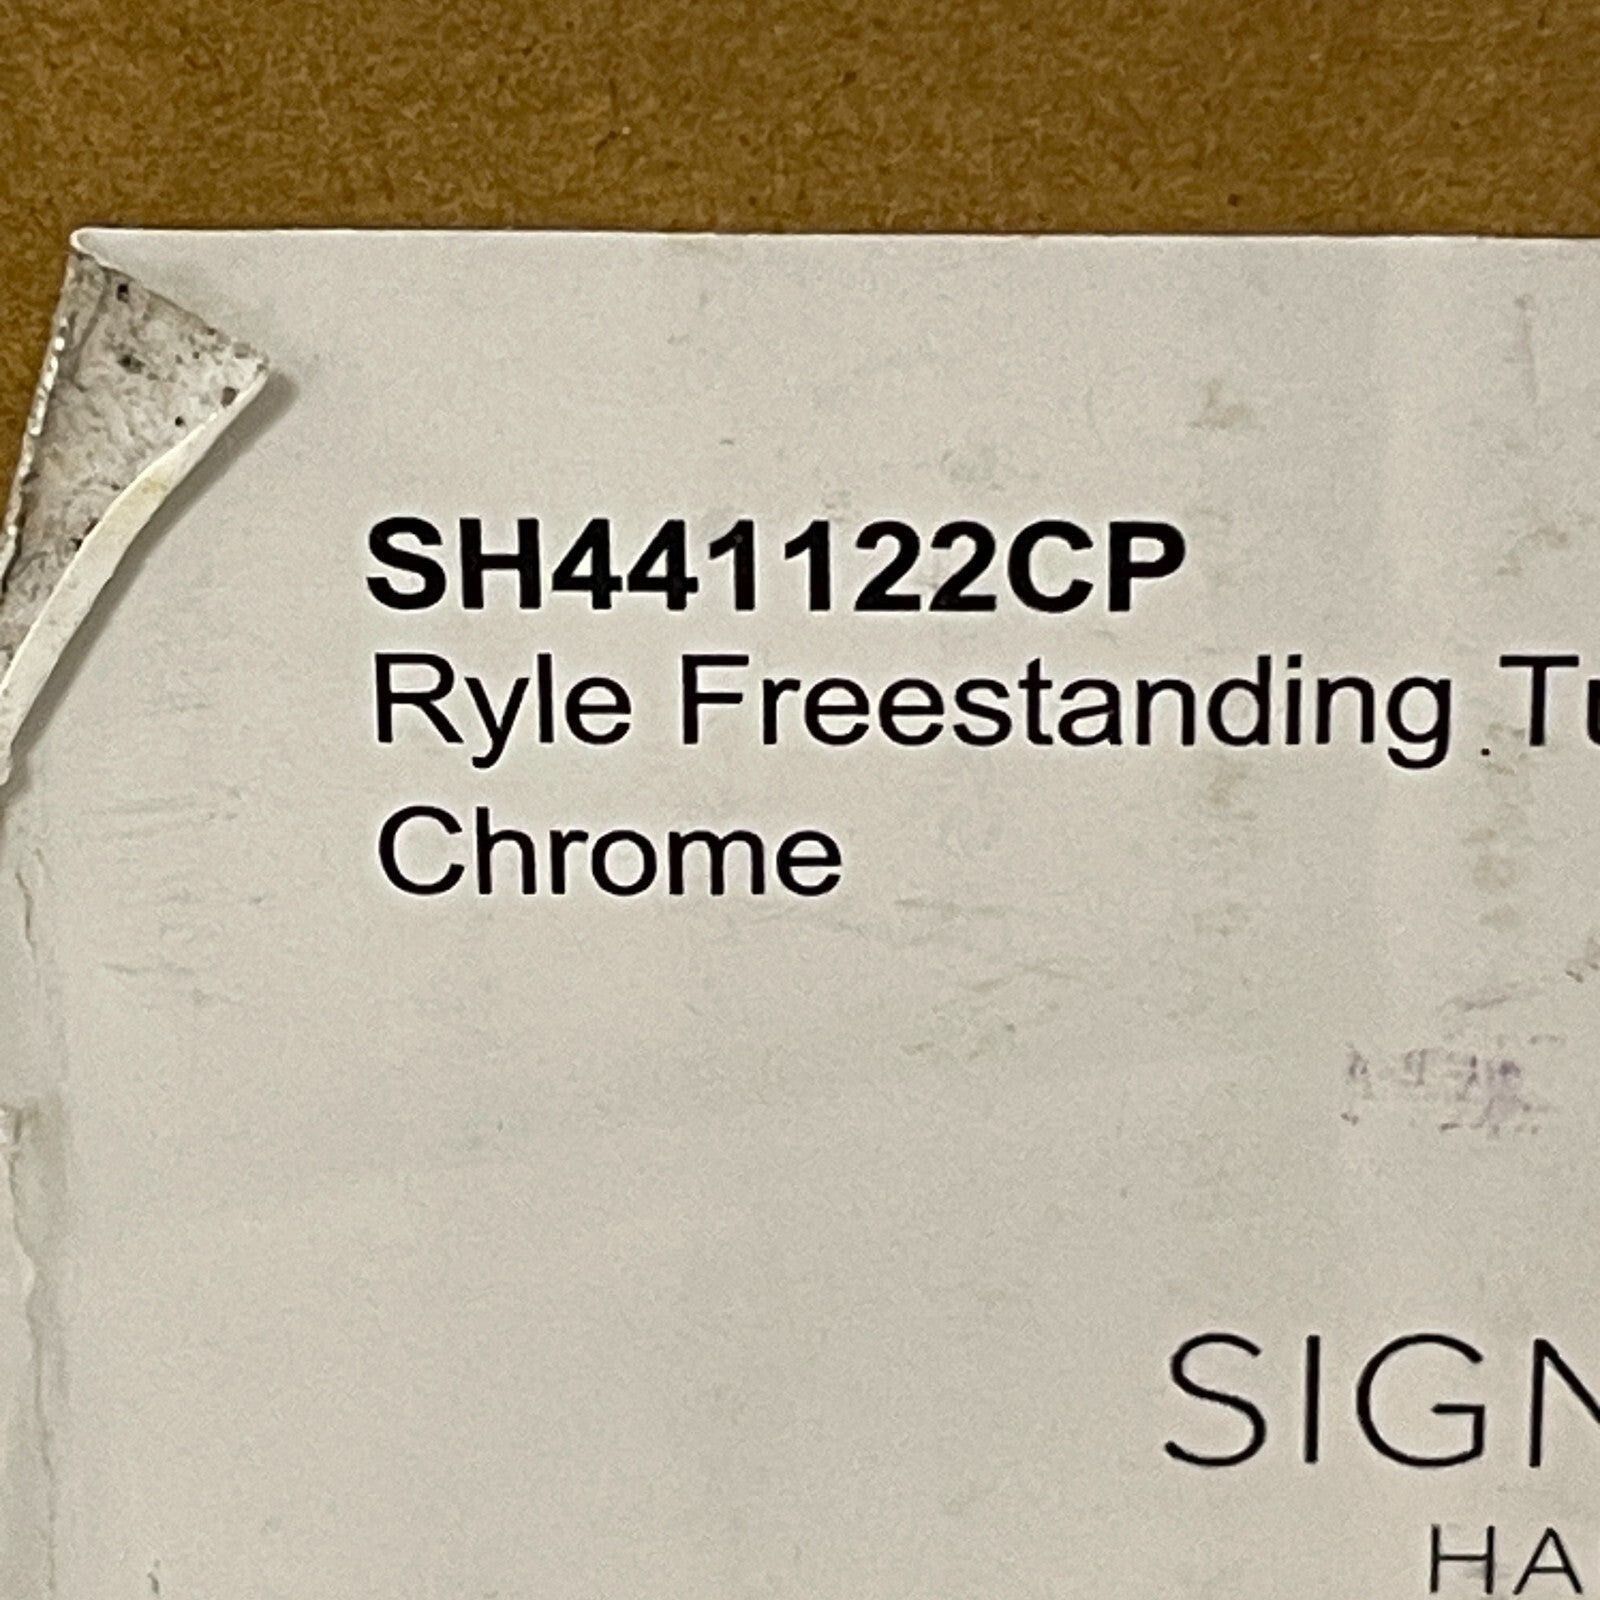 SH441122CP
Ryle Freestanding Tu
Chrome
SIGN
HA